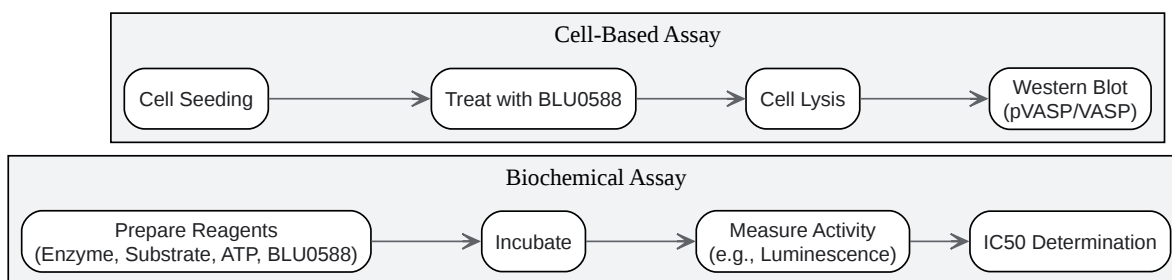 Cell-Based Assay
Cell Seeding
Treat with BLU0588
Cell Lysis
Western Blot
(pVASP/VASP)
Biochemical Assay
Prepare Reagents
(Enzyme, Substrate, ATP, BLU0588)
Incubate
Measure Activity
(e.g., Luminescence)
IC50 Determination